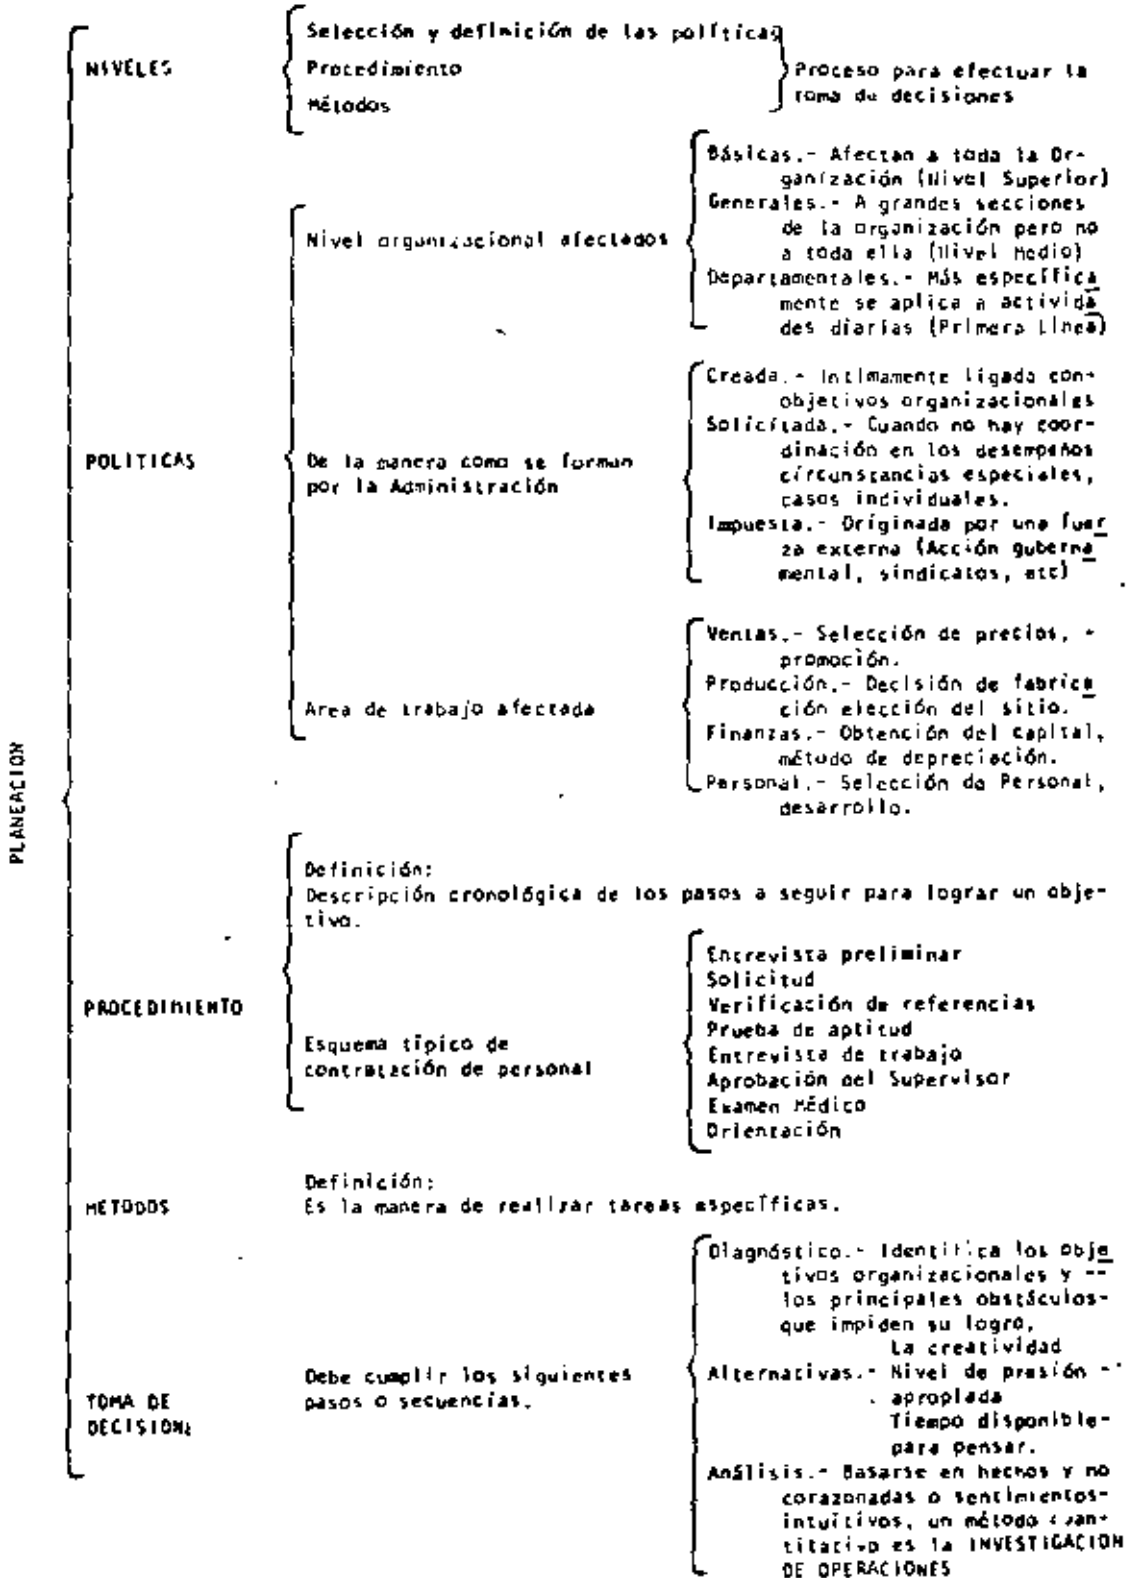 PLANEACION
NIVELES
Selección y definición de las políticas
Procedimiento
Métodos
Proceso para efectuar la
toma de decisiones
POLITICAS
Nivel organizacional afectados
Básicas.- Afectan a toda la Or-
ganización (Nivel Superior)
Generales.- A grandes secciones
de la organización pero no
a toda ella (Nivel Medio)
Departamentales.- Más específica
mente se aplica a activida
des diarias (Primera Línea)
De la manera como se forman
por la Administración
Creada.- Intimamente ligada con-
objetivos organizacionales
Solicitada.- Cuando no hay coor-
dinación en los desempeños
circunstancias especiales,
casos individuales.
Impuesta.- Originada por una fuer
za externa (Acción guberna
mental, sindicatos, etc)
Area de trabajo afectada
Ventas.- Selección de precios, -
promoción.
Producción.- Decisión de fabrica
ción elección del sitio.
Finanzas.- Obtención del capital,
método de depreciación.
Personal.- Selección de Personal,
desarrollo.
PROCEDIMIENTO
Definición:
Descripción cronológica de los pasos a seguir para lograr un obje-
tivo.
Esquema típico de
contratación de personal
Entrevista preliminar
Solicitud
Verificación de referencias
Prueba de aptitud
Entrevista de trabajo
Aprobación del Supervisor
Examen Médico
Orientación
METODOS
Definición:
Es la manera de realizar tareas específicas.
TOMA DE
DECISIONE
Debe cumplir los siguientes
pasos o secuencias.
Diagnóstico.- Identifica los obje
tivos organizacionales y --
los principales obstáculos-
que impiden su logro.
La creatividad
Alternativas.- Nivel de presión -
apropiada
Tiempo disponible-
para pensar.
Análisis.- Basarse en hechos y no
corazonadas o sentimientos-
intuitivos, un método cuan-
titativo es la INVESTIGACION
DE OPERACIONES